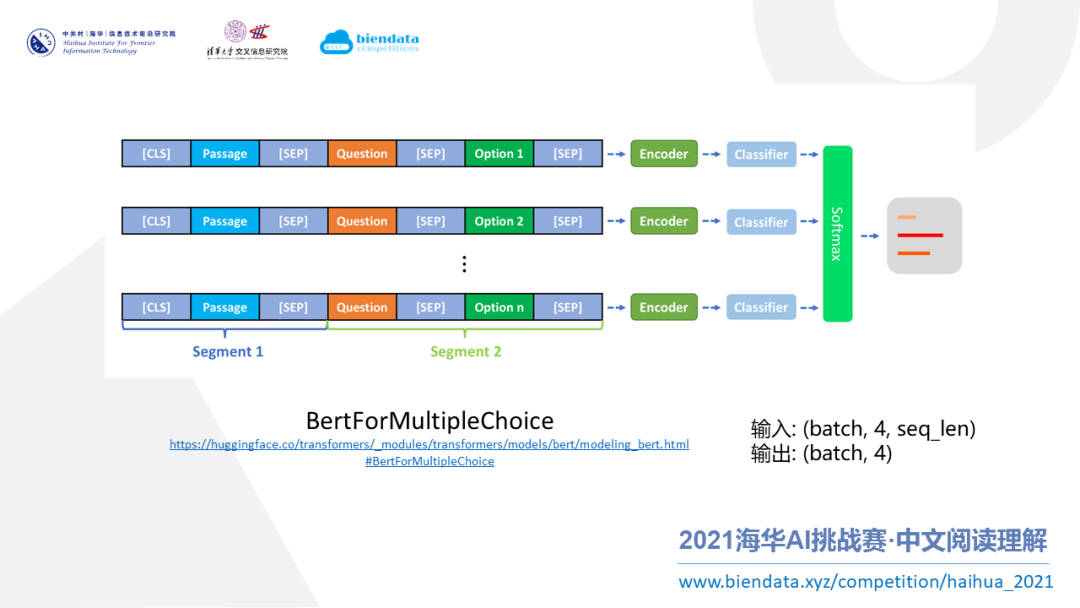 中关村|海华|信息技术前沿研究院
Haihua Institute for Frontier
Information Technology
清华大学 交叉信息研究院
biendata
competitions
[CLS] Passage [SEP] Question [SEP] Option 1 [SEP] Encoder Classifier
[CLS] Passage [SEP] Question [SEP] Option 2 [SEP] Encoder Classifier
Softmax
⋮
[CLS] Passage [SEP] Question [SEP] Option n [SEP] Encoder Classifier
Segment 1 Segment 2
BertForMultipleChoice
https://huggingface.co/transformers/_modules/transformers/models/bert/modeling_bert.html
#BertForMultipleChoice
输入: (batch, 4, seq_len)
输出: (batch, 4)
2021海华AI挑战赛·中文阅读理解
www.biendata.xyz/competition/haihua_2021